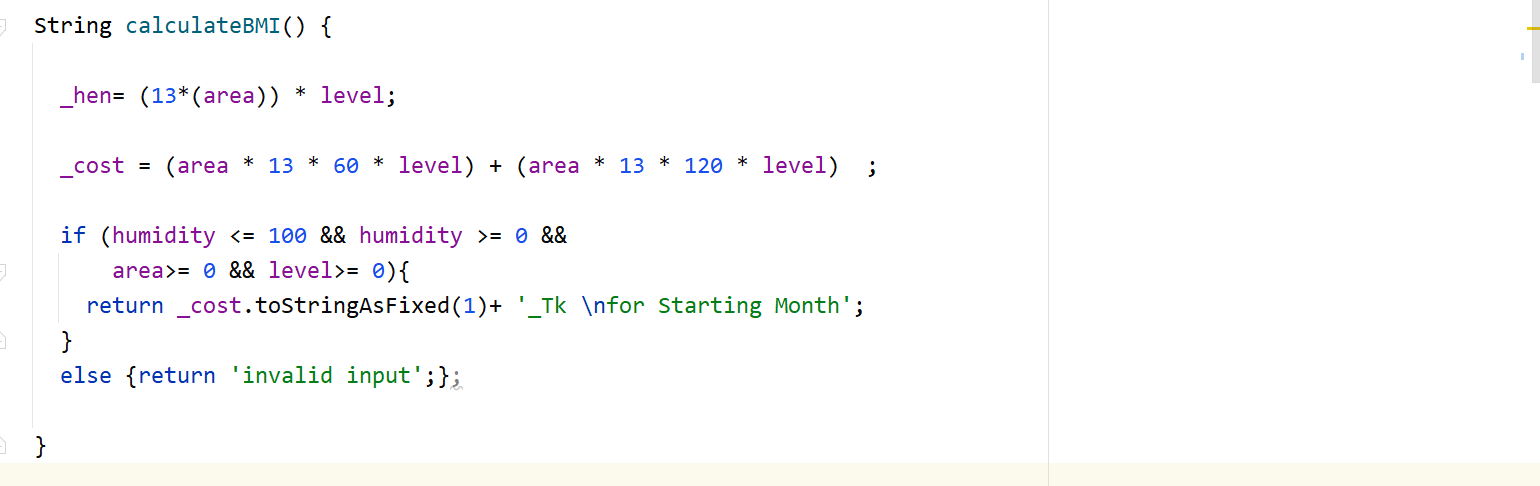 String calculateBMI() {
_hen= (13*(area)) * level;
_cost = (area * 13 * 60 * level) + (area * 13 * 120 * level)  ;
if (humidity <= 100 && humidity >= 0 &&
area>= 0 && level>= 0){
return _cost.toStringAsFixed(1)+ '_Tk \nfor Starting Month';
}
else {return 'invalid input';};
}